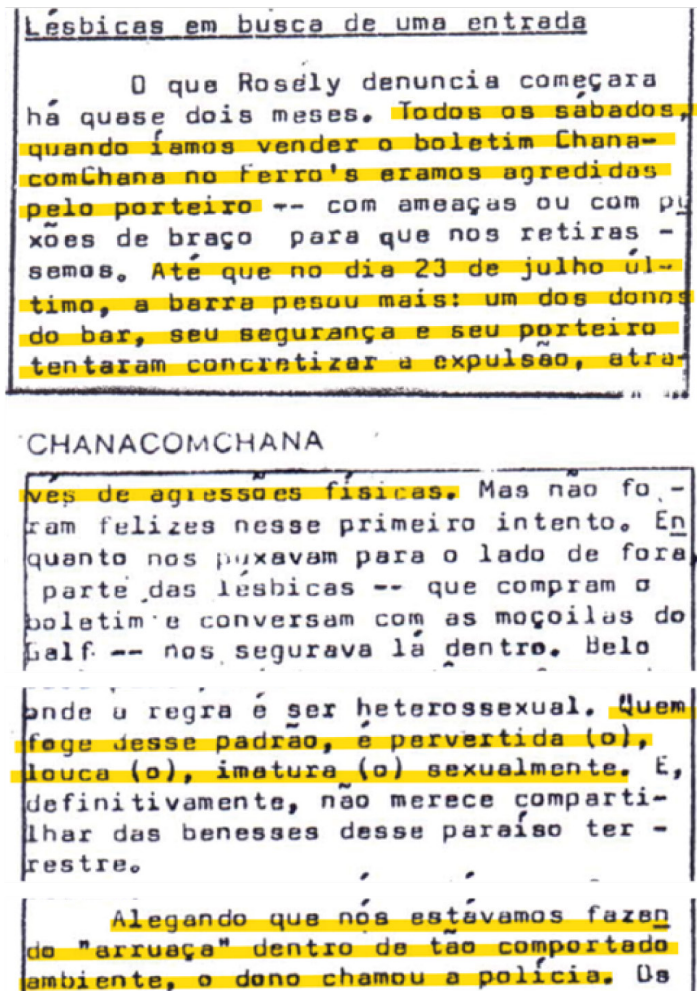 Lésbicas em busca de uma entrada
O que Rosély denuncia começara
há quase dois meses. Todos os sábados,
quando íamos vender o boletim Chana-
comChana no Ferro's eramos agredidas
pelo porteiro -- com ameaças ou com pu
xões de braço para que nos retiras -
semos. Até que no dia 23 de julho úl-
timo, a barra pesou mais: um dos donos
do bar, seu segurança e seu porteiro
tentaram concretizar a expulsão, atra-
CHANACOMCHANA
vés de agressões físicas. Mas não fo -
ram felizes nesse primeiro intento. En
quanto nos puxavam para o lado de fora,
parte das lésbicas -- que compram o
boletim e conversam com as moçoilas do
Galf -- nos segurava lá dentro. Belo
onde a regra é ser heterossexual. Quem
foge desse padrão, é pervertida (o),
louca (o), imatura (o) sexualmente. E,
definitivamente, não merece comparti-
lhar das benesses desse paraíso ter -
restre.
Alegando que nós estávamos fazen
do "arruaça" dentro de tão comportado
ambiente, o dono chamou a polícia. Os